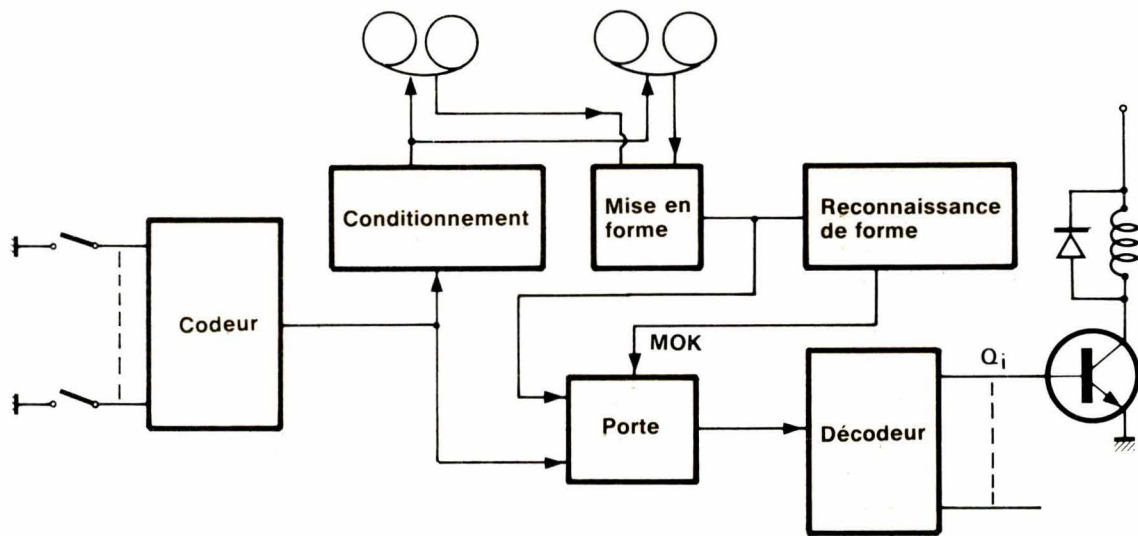 Conditionnement
Mise en
forme
Reconnaissance
de forme
Codeur
MOK
Porte
Décodeur
Qi